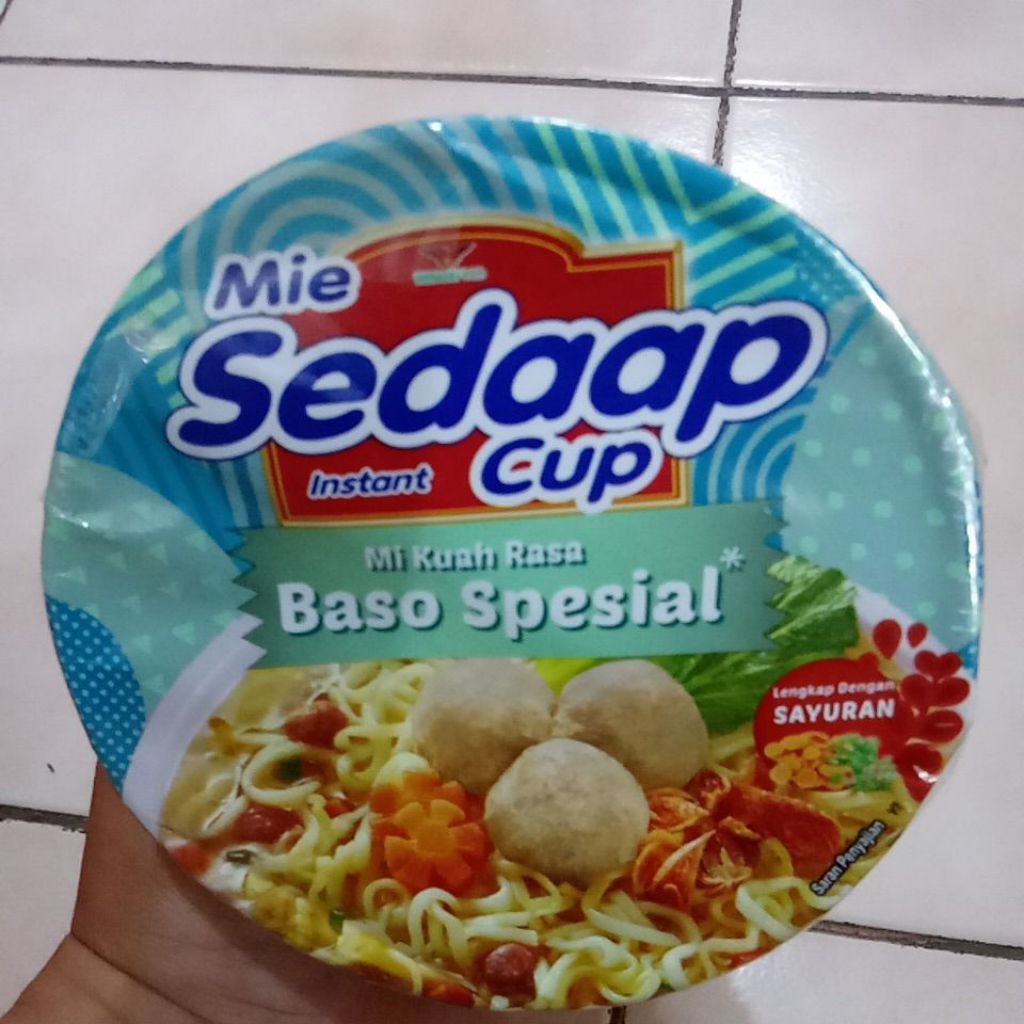 Mie
Sedaap
Instant Cup
Mi Kuah Rasa
Baso Spesial*
Lengkap Dengan
SAYURAN
Saran Penyajian